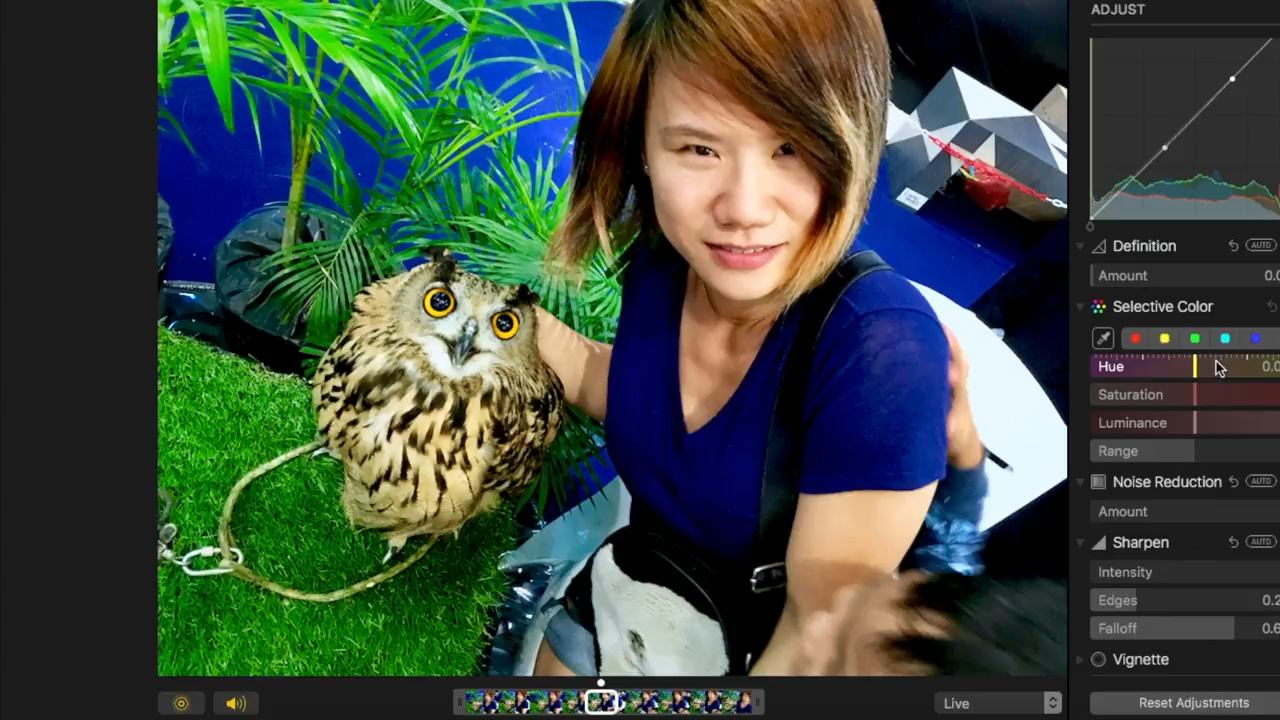 ADJUST
Definition AUTO
Amount 0.0
Selective Color
Hue 0.0
Saturation
Luminance
Range
Noise Reduction AUTO
Amount
Sharpen AUTO
Intensity
Edges 0.2
Falloff 0.6
Vignette
Live
Reset Adjustments